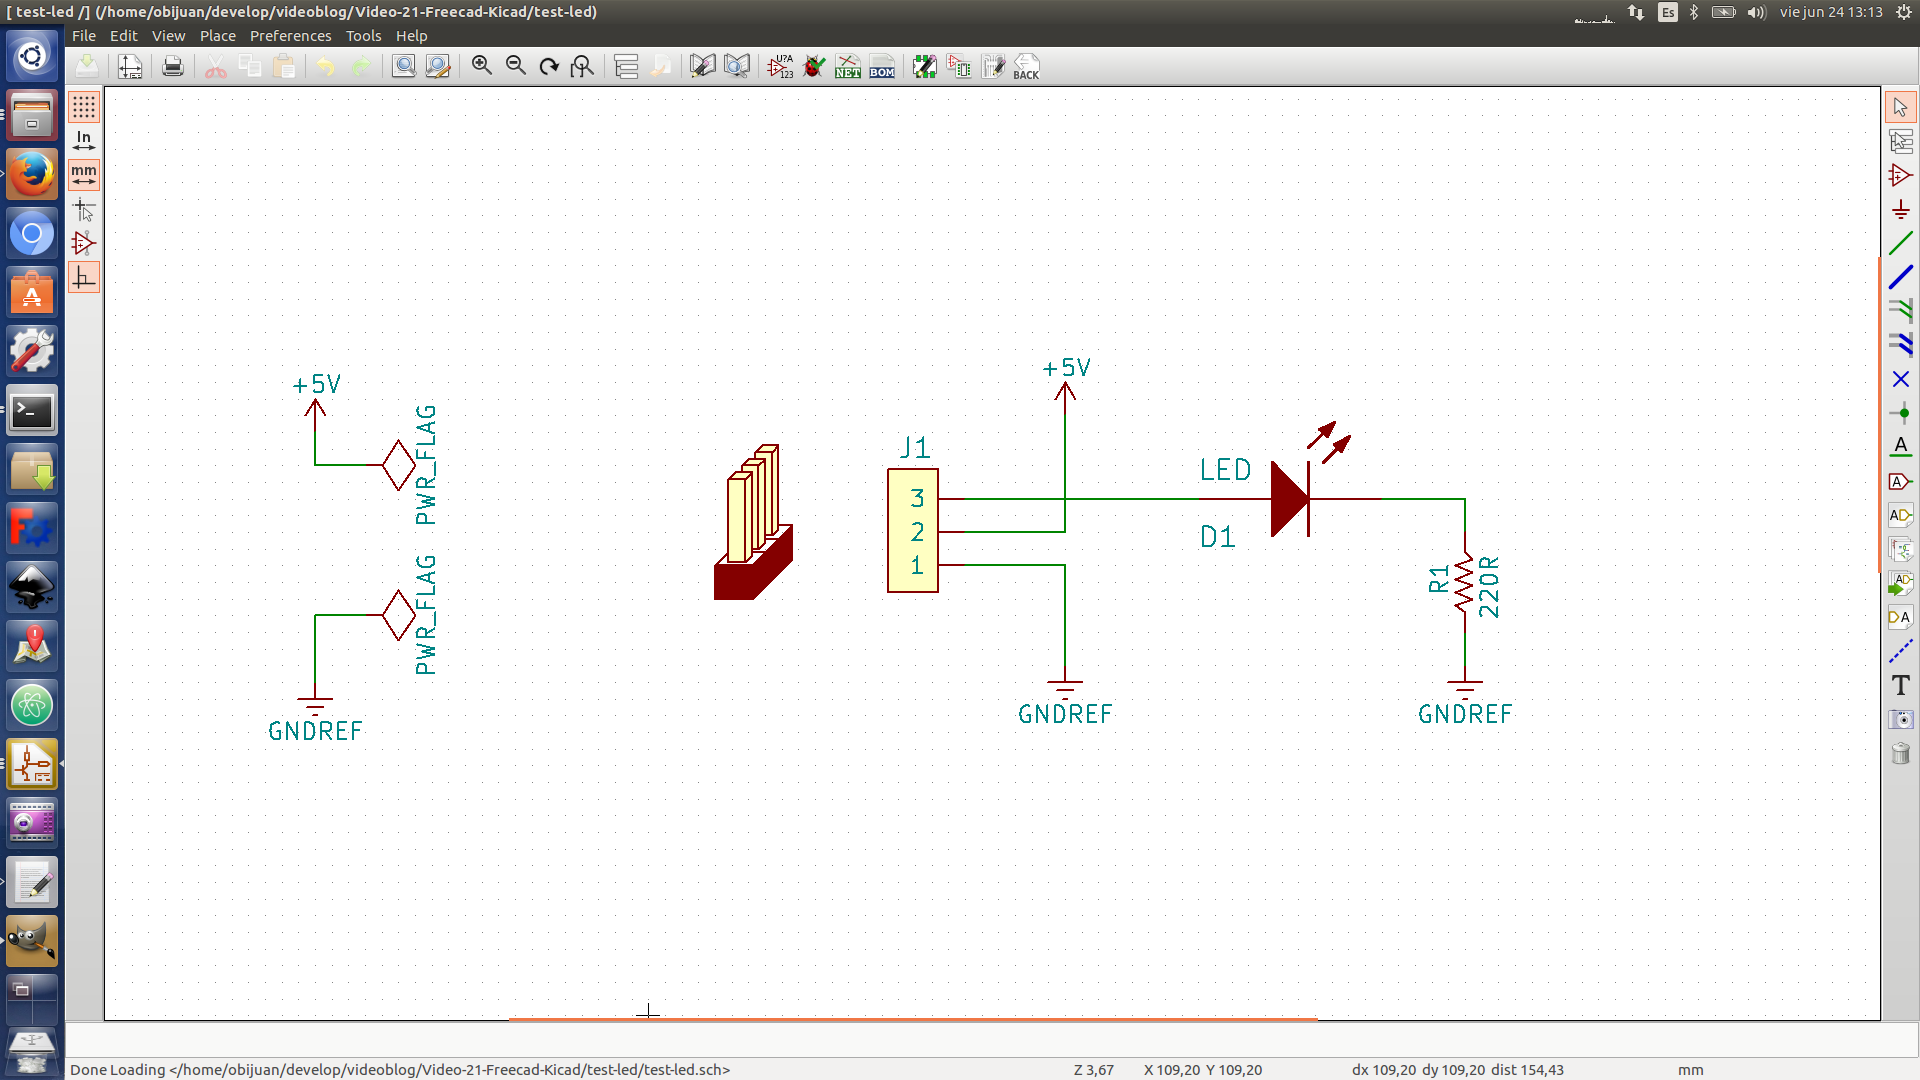 [ test-led /] (/home/obijuan/develop/videoblog/Video-21-Freecad-Kicad/test-led)
Es
vie jun 24 13:13
File Edit View Place Preferences Tools Help
U?A
123
NET
BOM
BACK
In
mm
+5V
PWR_FLAG
PWR_FLAG
GNDREF
J1
3
2
1
+5V
GNDREF
LED
D1
R1
220R
GNDREF
A
A
A
A
A
A
T
Done Loading </home/obijuan/develop/videoblog/Video-21-Freecad-Kicad/test-led/test-led.sch>
Z 3,67
X 109,20 Y 109,20
dx 109,20 dy 109,20 dist 154,43
mm